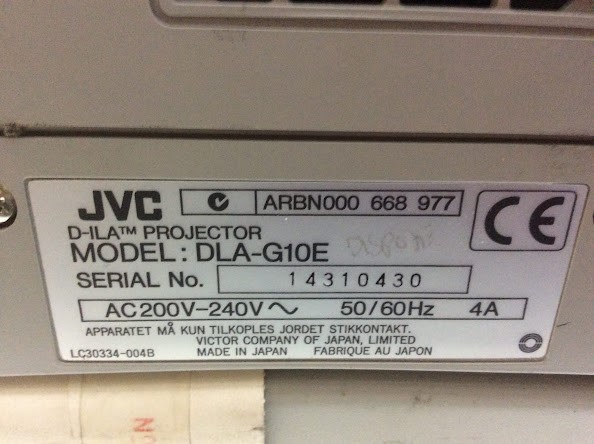 JVC ARBN000 668 977
D-ILA™ PROJECTOR
MODEL : DLA-G10E
SERIAL No. 14310430
AC200V-240V～ 50/60Hz 4A
APPARATET MÅ KUN TILKOPLES JORDET STIKKONTAKT.
VICTOR COMPANY OF JAPAN, LIMITED
LC30334-004B MADE IN JAPAN FABRIQUE AU JAPON
CE